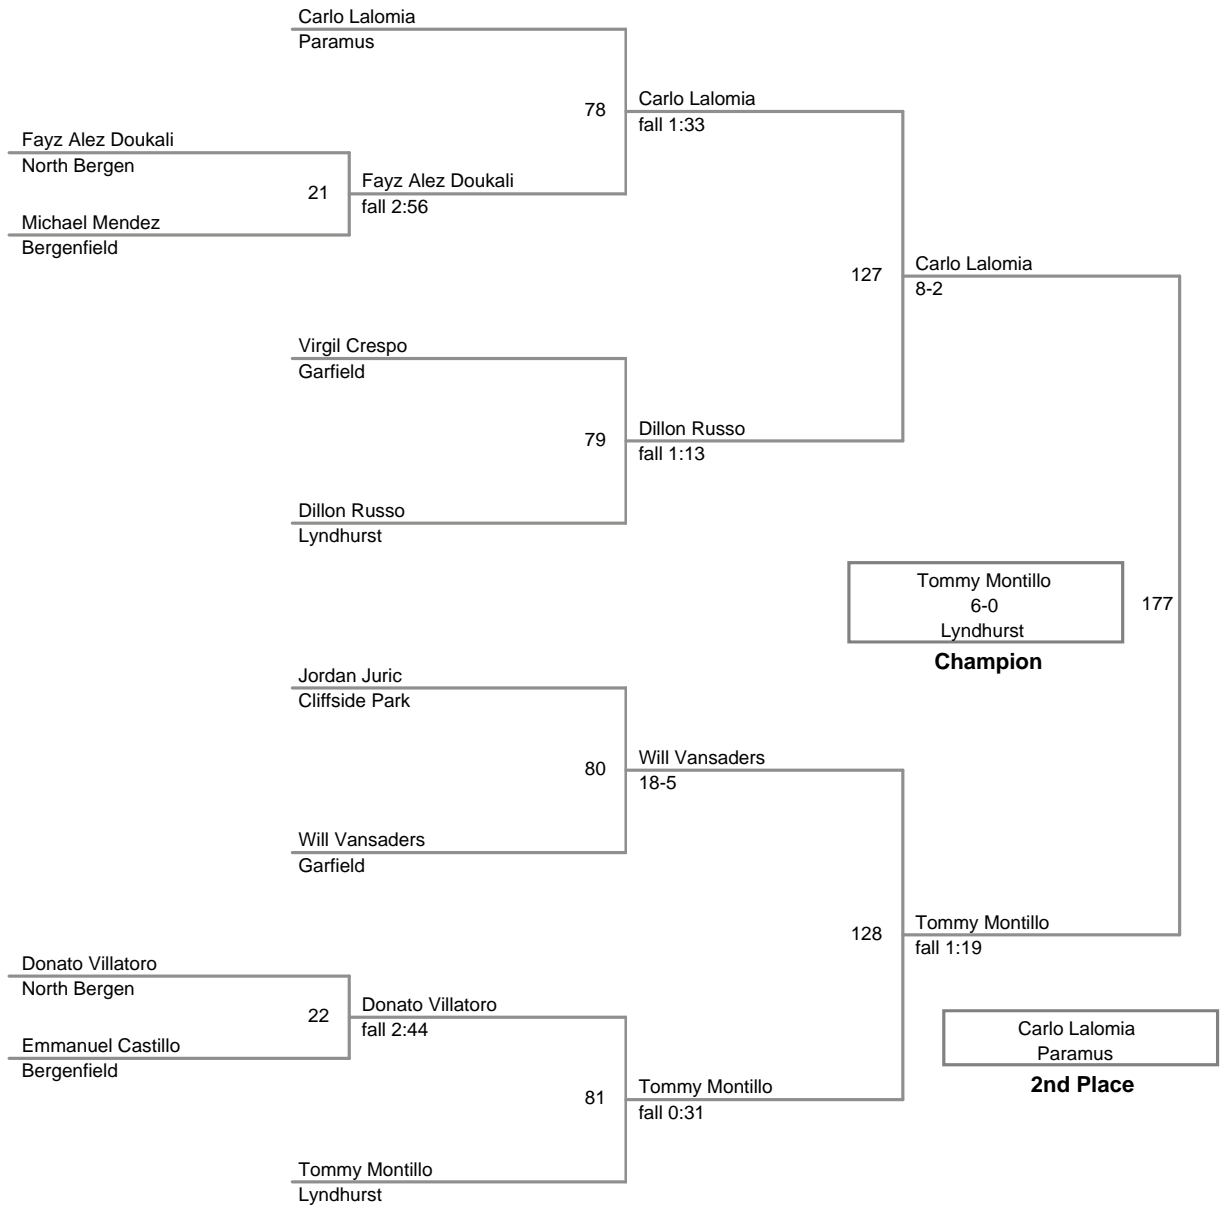 Carlo Lalomia
Paramus
78
Carlo Lalomia
fall 1:33
Fayz Alez Doukali
North Bergen
21
Fayz Alez Doukali
fall 2:56
Michael Mendez
Bergenfield
127
Carlo Lalomia
8-2
Virgil Crespo
Garfield
79
Dillon Russo
fall 1:13
Dillon Russo
Lyndhurst
Tommy Montillo
6-0
Lyndhurst
Champion
177
Jordan Juric
Cliffside Park
80
Will Vansaders
18-5
Will Vansaders
Garfield
128
Tommy Montillo
fall 1:19
Donato Villatoro
North Bergen
22
Donato Villatoro
fall 2:44
Emmanuel Castillo
Bergenfield
Carlo Lalomia
Paramus
2nd Place
81
Tommy Montillo
fall 0:31
Tommy Montillo
Lyndhurst